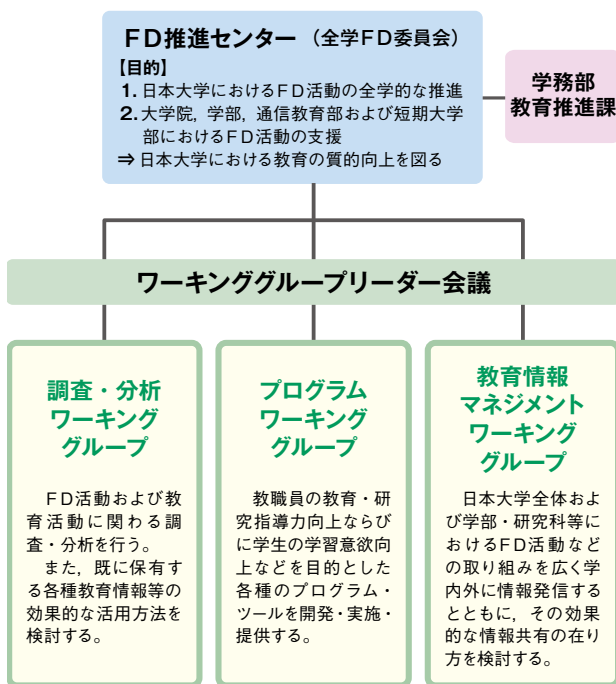 FD推進センター（全学FD委員会）
【目的】
1. 日本大学におけるFD活動の全学的な推進
2. 大学院，学部，通信教育部および短期大学
部におけるFD活動の支援
⇒ 日本大学における教育の質的向上を図る
学務部
教育推進課
ワーキンググループリーダー会議
調査・分析
ワーキング
グループ
FD活動および教
育活動に関わる調
査・分析を行う。
また，既に保有す
る各種教育情報等の
効果的な活用方法を
検討する。
プログラム
ワーキング
グループ
教職員の教育・研
究指導力向上ならび
に学生の学習意欲向
上などを目的とした
各種のプログラム・
ツールを開発・実施・
提供する。
教育情報
マネジメント
ワーキング
グループ
日本大学全体およ
び学部・研究科等に
おけるFD活動など
の取り組みを広く学
内外に情報発信する
とともに，その効果
的な情報共有の在り
方を検討する。